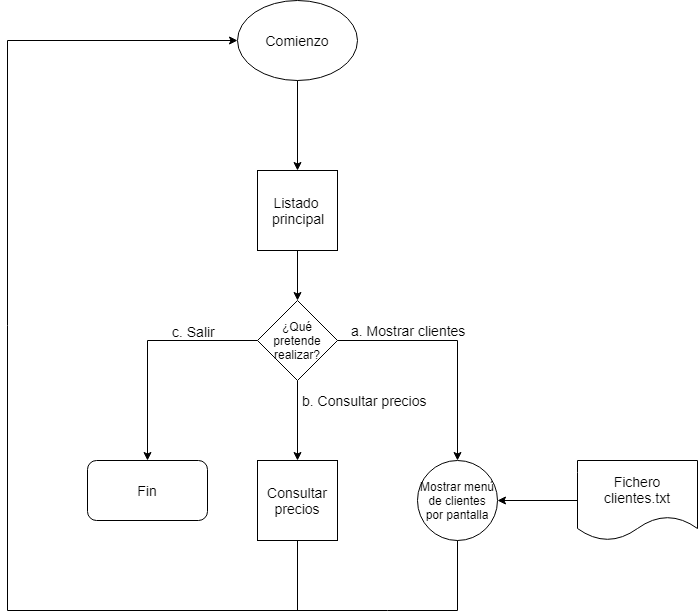 Comienzo
Listado
principal
¿Qué
pretende
realizar?
c. Salir
a. Mostrar clientes
b. Consultar precios
Fin
Consultar
precios
Mostrar menú
de clientes
por pantalla
Fichero
clientes.txt